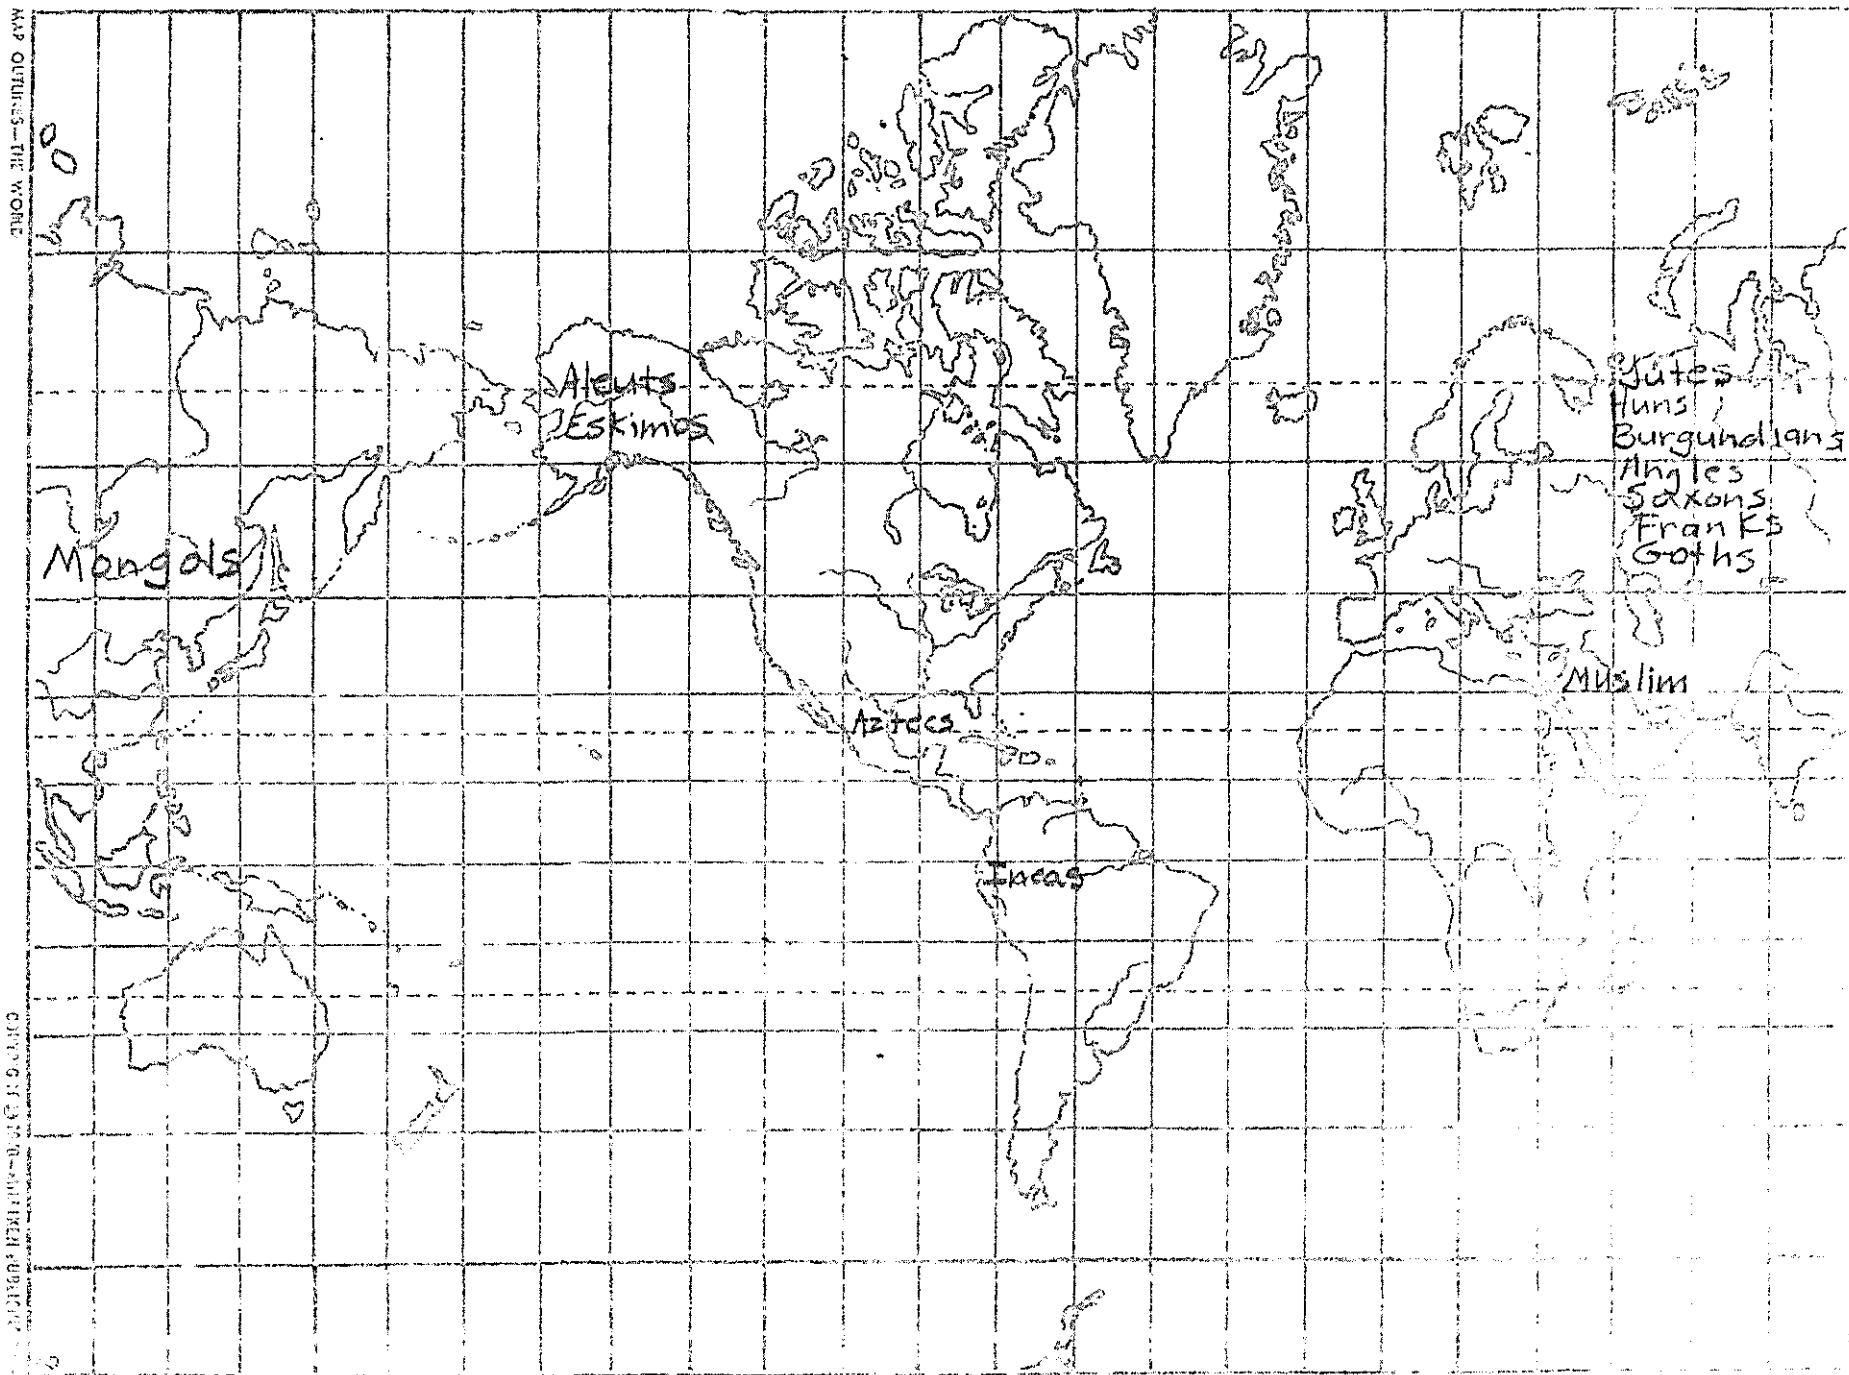 MAP OUTLINES—THE WORLD
Aleuts
Eskimos
Jutes
Huns
Burgundians
Angles
Saxons
Franks
Goths
Mongols
Muslim
Aztecs
Incas